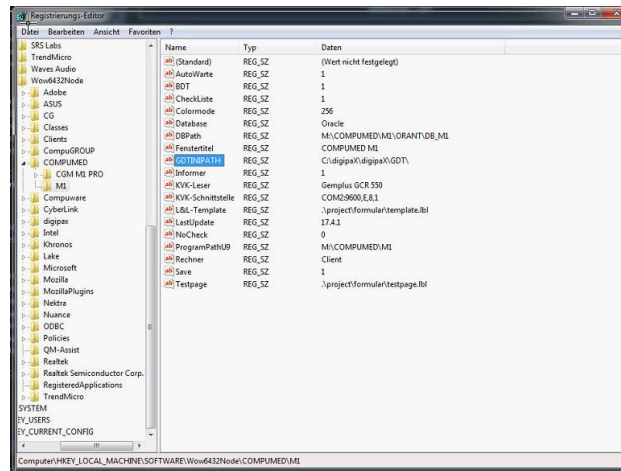 Registrierungs-Editor
Datei Bearbeiten Ansicht Favoriten ?
SRS Labs
TrendMicro
Waves Audio
Wow6432Node
Adobe
ASUS
CG
Classes
Clients
CompuGROUP
COMPUMED
CGM M1 PRO
M1
Compuware
CyberLink
digipax
Intel
Khronos
Lake
Microsoft
Mozilla
MozillaPlugins
Nektra
Nuance
ODBC
Policies
QM-Assist
Realtek
Realtek Semiconductor Corp.
RegisteredApplications
TrendMicro
SYSTEM
EY_USERS
EY_CURRENT_CONFIG
Name Typ Daten
(Standard) REG_SZ (Wert nicht festgelegt)
AutoWarte REG_SZ 1
BDT REG_SZ 1
CheckListe REG_SZ 1
Colormode REG_SZ 256
Database REG_SZ Oracle
DBPath REG_SZ M:\COMPUMED\M1\ORANT\DB_M1
Fenstertitel REG_SZ COMPUMED M1
GDTINIPATH REG_SZ C:\digipaX\digipaX\GDT\
Informer REG_SZ 1
KVK-Leser REG_SZ Gemplus GCR 550
KVK-Schnittstelle REG_SZ COM2:9600,E,8,1
L&L-Template REG_SZ .\project\formular\template.lbl
LastUpdate REG_SZ 17.4.1
NoCheck REG_SZ 0
ProgramPathU9 REG_SZ M:\COMPUMED\M1
Rechner REG_SZ Client
Save REG_SZ 1
Testpage REG_SZ .\project\formular\testpage.lbl
Computer\HKEY_LOCAL_MACHINE\SOFTWARE\Wow6432Node\COMPUMED\M1